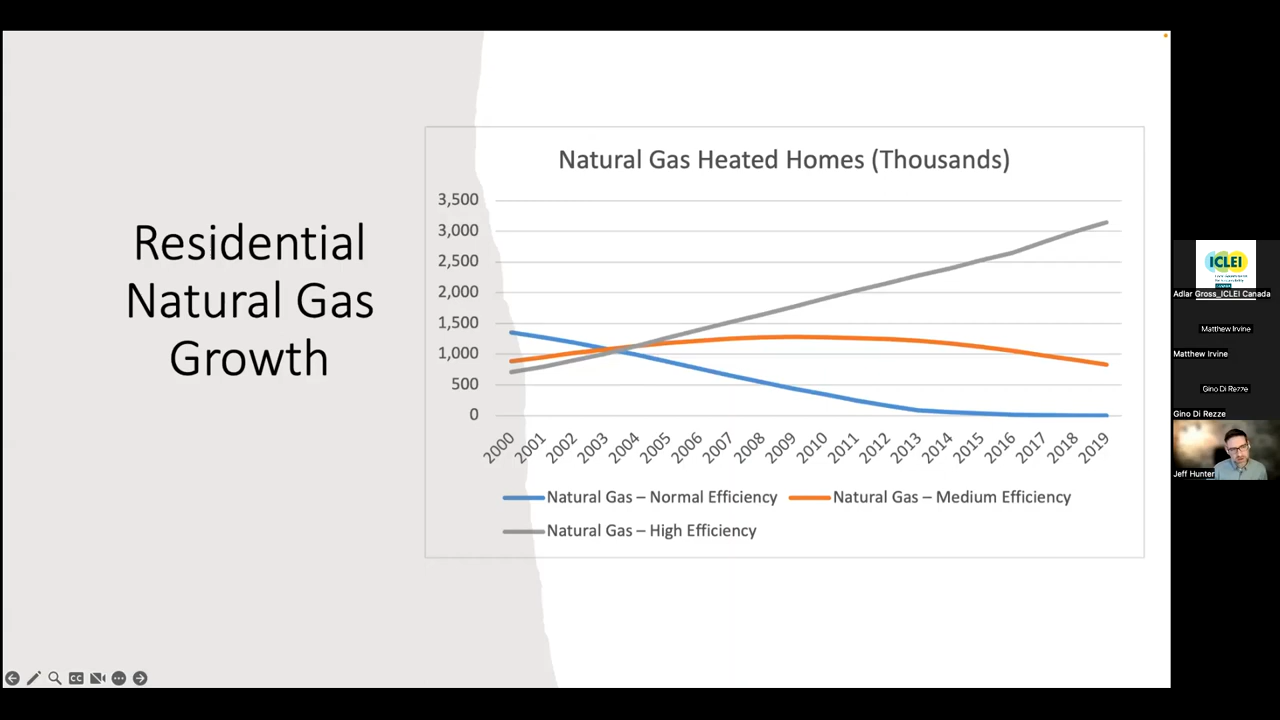 Residential
Natural Gas
Growth
Natural Gas Heated Homes (Thousands)
3,500
3,000
2,500
2,000
1,500
1,000
500
0
2000 2001 2002 2003 2004 2005 2006 2007 2008 2009 2010 2011 2012 2013 2014 2015 2016 2017 2018 2019
Natural Gas – Normal Efficiency Natural Gas – Medium Efficiency
Natural Gas – High Efficiency
CC
ICLEI
Adlar Gross_ICLEI Canada
Matthew Irvine
Matthew Irvine
Gino Di Rezze
Gino Di Rezze
Jeff Hunter